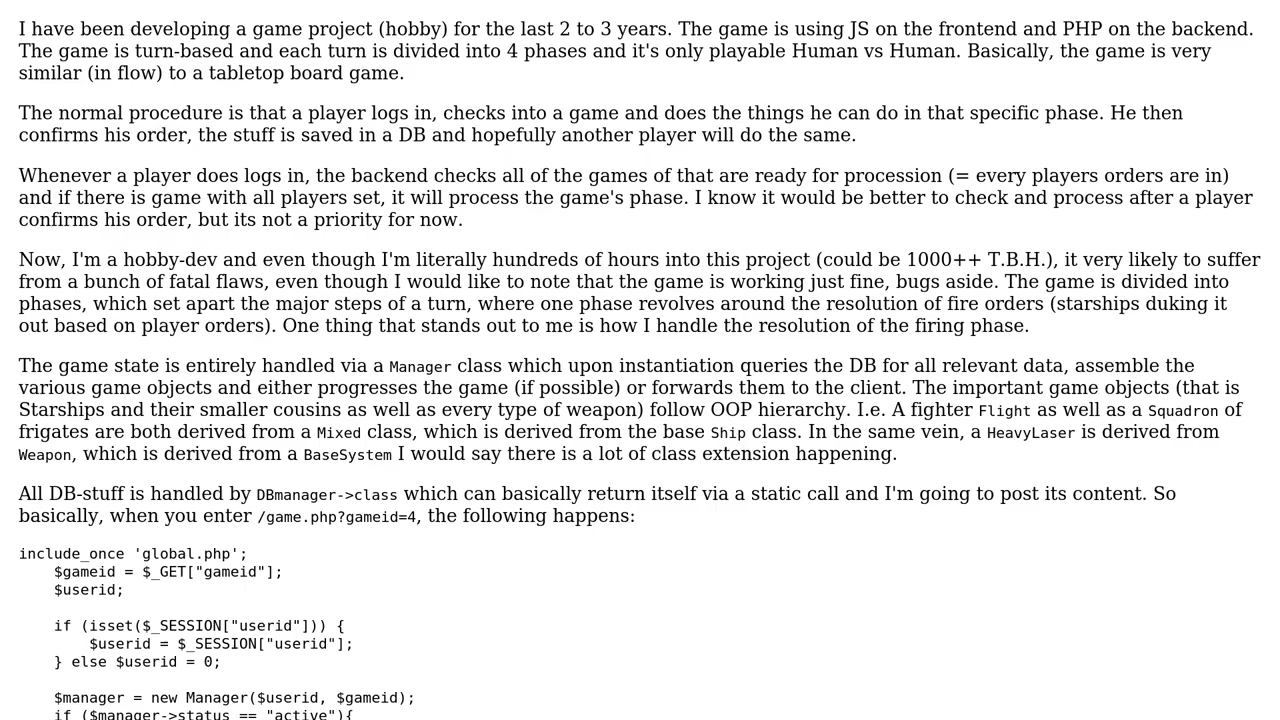 I have been developing a game project (hobby) for the last 2 to 3 years. The game is using JS on the frontend and PHP on the backend.
The game is turn-based and each turn is divided into 4 phases and it's only playable Human vs Human. Basically, the game is very
similar (in flow) to a tabletop board game.
The normal procedure is that a player logs in, checks into a game and does the things he can do in that specific phase. He then
confirms his order, the stuff is saved in a DB and hopefully another player will do the same.
Whenever a player does logs in, the backend checks all of the games of that are ready for procession (= every players orders are in)
and if there is game with all players set, it will process the game's phase. I know it would be better to check and process after a player
confirms his order, but its not a priority for now.
Now, I'm a hobby-dev and even though I'm literally hundreds of hours into this project (could be 1000++ T.B.H.), it very likely to suffer
from a bunch of fatal flaws, even though I would like to note that the game is working just fine, bugs aside. The game is divided into
phases, which set apart the major steps of a turn, where one phase revolves around the resolution of fire orders (starships duking it
out based on player orders). One thing that stands out to me is how I handle the resolution of the firing phase.
The game state is entirely handled via a Manager class which upon instantiation queries the DB for all relevant data, assemble the
various game objects and either progresses the game (if possible) or forwards them to the client. The important game objects (that is
Starships and their smaller cousins as well as every type of weapon) follow OOP hierarchy. I.e. A fighter Flight as well as a Squadron of
frigates are both derived from a Mixed class, which is derived from the base Ship class. In the same vein, a HeavyLaser is derived from
Weapon, which is derived from a BaseSystem I would say there is a lot of class extension happening.
All DB-stuff is handled by DBmanager->class which can basically return itself via a static call and I'm going to post its content. So
basically, when you enter /game.php?gameid=4, the following happens:
include_once 'global.php';
    $gameid = $_GET["gameid"];
    $userid;
    if (isset($_SESSION["userid"])) {
        $userid = $_SESSION["userid"];
    } else $userid = 0;
    $manager = new Manager($userid, $gameid);
    if ($manager->status == "active"){